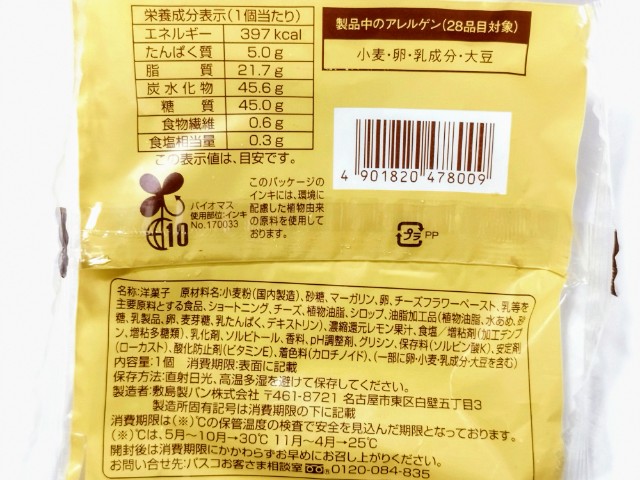 栄養成分表示(1個当たり)
エネルギー 397kcal
たんぱく質 5.0g
脂質 21.7g
炭水化物 45.6g
糖質 45.0g
食物繊維 0.6g
食塩相当量 0.3g
この表示値は、目安です。
製品中のアレルゲン(28品目対象)
小麦・卵・乳成分・大豆
4 901820 478009
バイオマス
使用部位:インキ
No.170033
10
このパッケージの
インキには、環境に
配慮した植物由来
の原料を使用して
おります。
プラ PP
名称:洋菓子 原材料名:小麦粉(国内製造)、砂糖、マーガリン、卵、チーズフラワーペースト、乳等を
主要原料とする食品、ショートニング、チーズ、植物油脂、シロップ、油脂加工品(植物油脂、水あめ、砂
糖、乳製品、卵、麦芽糖、乳たんぱく、デキストリン)、濃縮還元レモン果汁、食塩/増粘剤(加工デンプ
ン、増粘多糖類)、乳化剤、ソルビトール、香料、pH調整剤、グリシン、保存料(ソルビン酸K)、安定剤
(ローカスト)、酸化防止剤(ビタミンE)、着色料(カロチノイド)、(一部に卵・小麦・乳成分・大豆を含む)
内容量:1個 消費期限:表面に記載
保存方法:直射日光、高温多湿を避けて保存してください。
製造者:敷島製パン株式会社 〒461-8721 名古屋市東区白壁五丁目3
製造所固有記号は消費期限の下に記載
消費期限は(※)℃の保管温度の検査で安全を見込んだ期限となっております。
(※)℃は、5月~10月→30℃ 11月~4月→25℃
開封後は消費期限にかかわらずお早めにお召し上がりください。
お問い合せ先:パスコお客さま相談室 0120-084-835